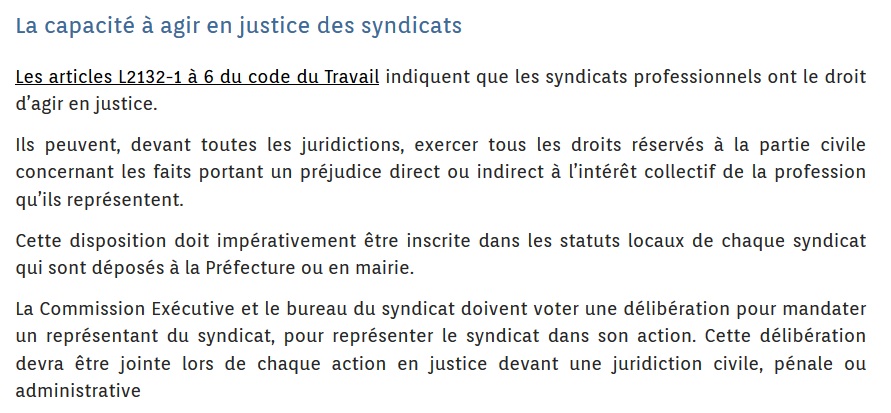 La capacité à agir en justice des syndicats
Les articles L2132-1 à 6 du code du Travail indiquent que les syndicats professionnels ont le droit
d'agir en justice.
Ils peuvent, devant toutes les juridictions, exercer tous les droits réservés à la partie civile
concernant les faits portant un préjudice direct ou indirect à l'intérêt collectif de la profession
qu'ils représentent.
Cette disposition doit impérativement être inscrite dans les statuts locaux de chaque syndicat
qui sont déposés à la Préfecture ou en mairie.
La Commission Exécutive et le bureau du syndicat doivent voter une délibération pour mandater
un représentant du syndicat, pour représenter le syndicat dans son action. Cette délibération
devra être jointe lors de chaque action en justice devant une juridiction civile, pénale ou
administrative